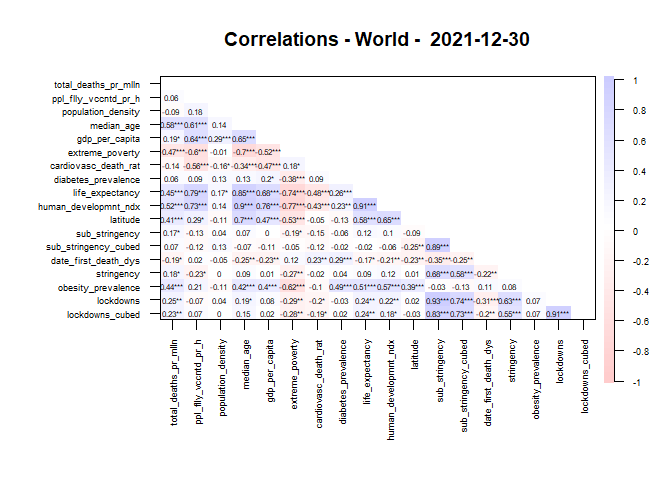 Correlations - World - 2021-12-30
total_deaths_pr_mlln
ppl_flly_vccntd_pr_h 0.06
population_density -0.09 0.18
median_age 0.58*** 0.61*** 0.14
gdp_per_capita 0.19* 0.64*** 0.29*** 0.65***
extreme_poverty -0.47*** -0.6*** -0.01 -0.7*** -0.52***
cardiovasc_death_rat -0.14 -0.56*** -0.16* -0.34*** -0.47*** 0.18*
diabetes_prevalence 0.06 0.09 0.13 0.13 0.2* -0.38*** 0.09
life_expectancy 0.45*** 0.79*** 0.17* 0.85*** 0.68*** -0.74*** -0.48*** 0.26***
human_developmnt_ndx 0.52*** 0.73*** 0.14 0.9*** 0.76*** -0.77*** -0.43*** 0.23** 0.91***
latitude 0.41*** 0.29* -0.11 0.7*** 0.47*** -0.53*** -0.05 -0.13 0.58*** 0.65***
sub_stringency 0.17* -0.13 0.04 0.07 0 -0.19* -0.15 -0.06 0.12 0.1 -0.09
sub_stringency_cubed 0.07 -0.12 0.13 -0.07 -0.11 -0.05 -0.12 -0.02 -0.02 -0.06 -0.25** 0.89***
date_first_death_dys -0.19* 0.02 -0.05 -0.25** -0.23** 0.12 0.23** 0.29*** -0.17* -0.21** -0.23** -0.35*** -0.25**
stringency 0.18* -0.23* 0 0.09 0.01 -0.27** -0.02 0.04 0.09 0.12 0.01 0.68*** 0.58*** -0.22**
obesity_prevalence 0.44*** 0.21* -0.11 0.42*** 0.4*** -0.62*** -0.1 0.49*** 0.51*** 0.57*** 0.39*** -0.03 -0.13 0.11 0.08
lockdowns 0.25** -0.07 0.04 0.19* 0.08 -0.29** -0.2* -0.03 0.24** 0.22** 0.02 0.93*** 0.74*** -0.31*** 0.63*** 0.07
lockdowns_cubed 0.23** 0.07 0 0.15 0.02 -0.28** -0.19* 0.02 0.24** 0.18* -0.03 0.83*** 0.73*** -0.2** 0.55*** 0.07 0.91***
total_deaths_pr_mlln
ppl_flly_vccntd_pr_h
population_density
median_age
gdp_per_capita
extreme_poverty
cardiovasc_death_rat
diabetes_prevalence
life_expectancy
human_developmnt_ndx
latitude
sub_stringency
sub_stringency_cubed
date_first_death_dys
stringency
obesity_prevalence
lockdowns
lockdowns_cubed
1
0.8
0.6
0.4
0.2
0
-0.2
-0.4
-0.6
-0.8
-1